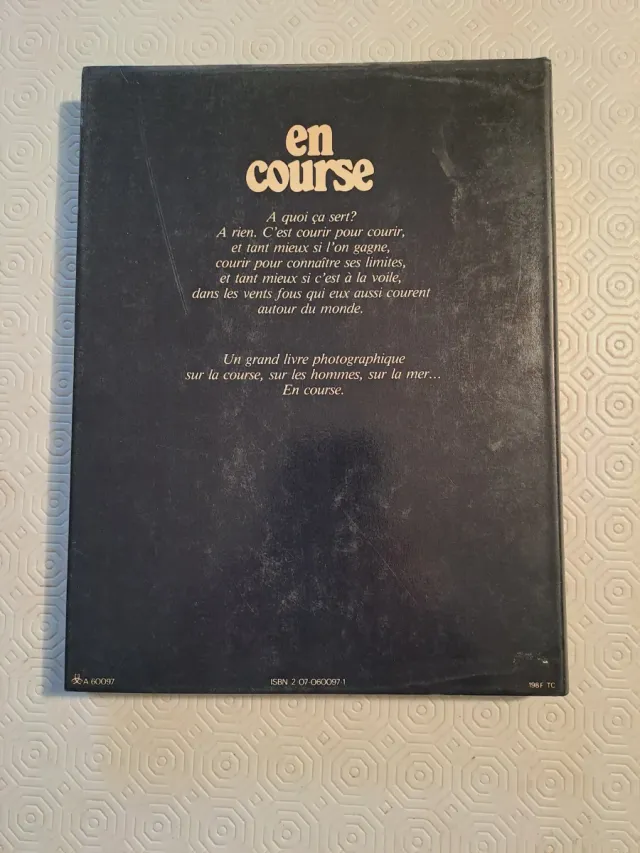 en
course
A quoi ça sert?
A rien. C'est courir pour courir,
et tant mieux si l'on gagne,
courir pour connaître ses limites,
et tant mieux si c'est à la voile,
dans les vents fous qui eux aussi courent
autour du monde.
Un grand livre photographique
sur la course, sur les hommes, sur la mer...
En course.
A 60097
ISBN 2 07-060097-1
198 F TC